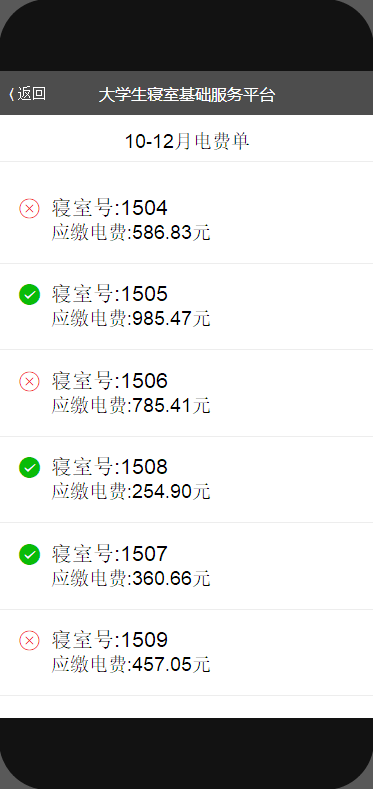 返回
大学生寝室基础服务平台
10-12月电费单
寝室号:1504
应缴电费:586.83元
寝室号:1505
应缴电费:985.47元
寝室号:1506
应缴电费:785.41元
寝室号:1508
应缴电费:254.90元
寝室号:1507
应缴电费:360.66元
寝室号:1509
应缴电费:457.05元